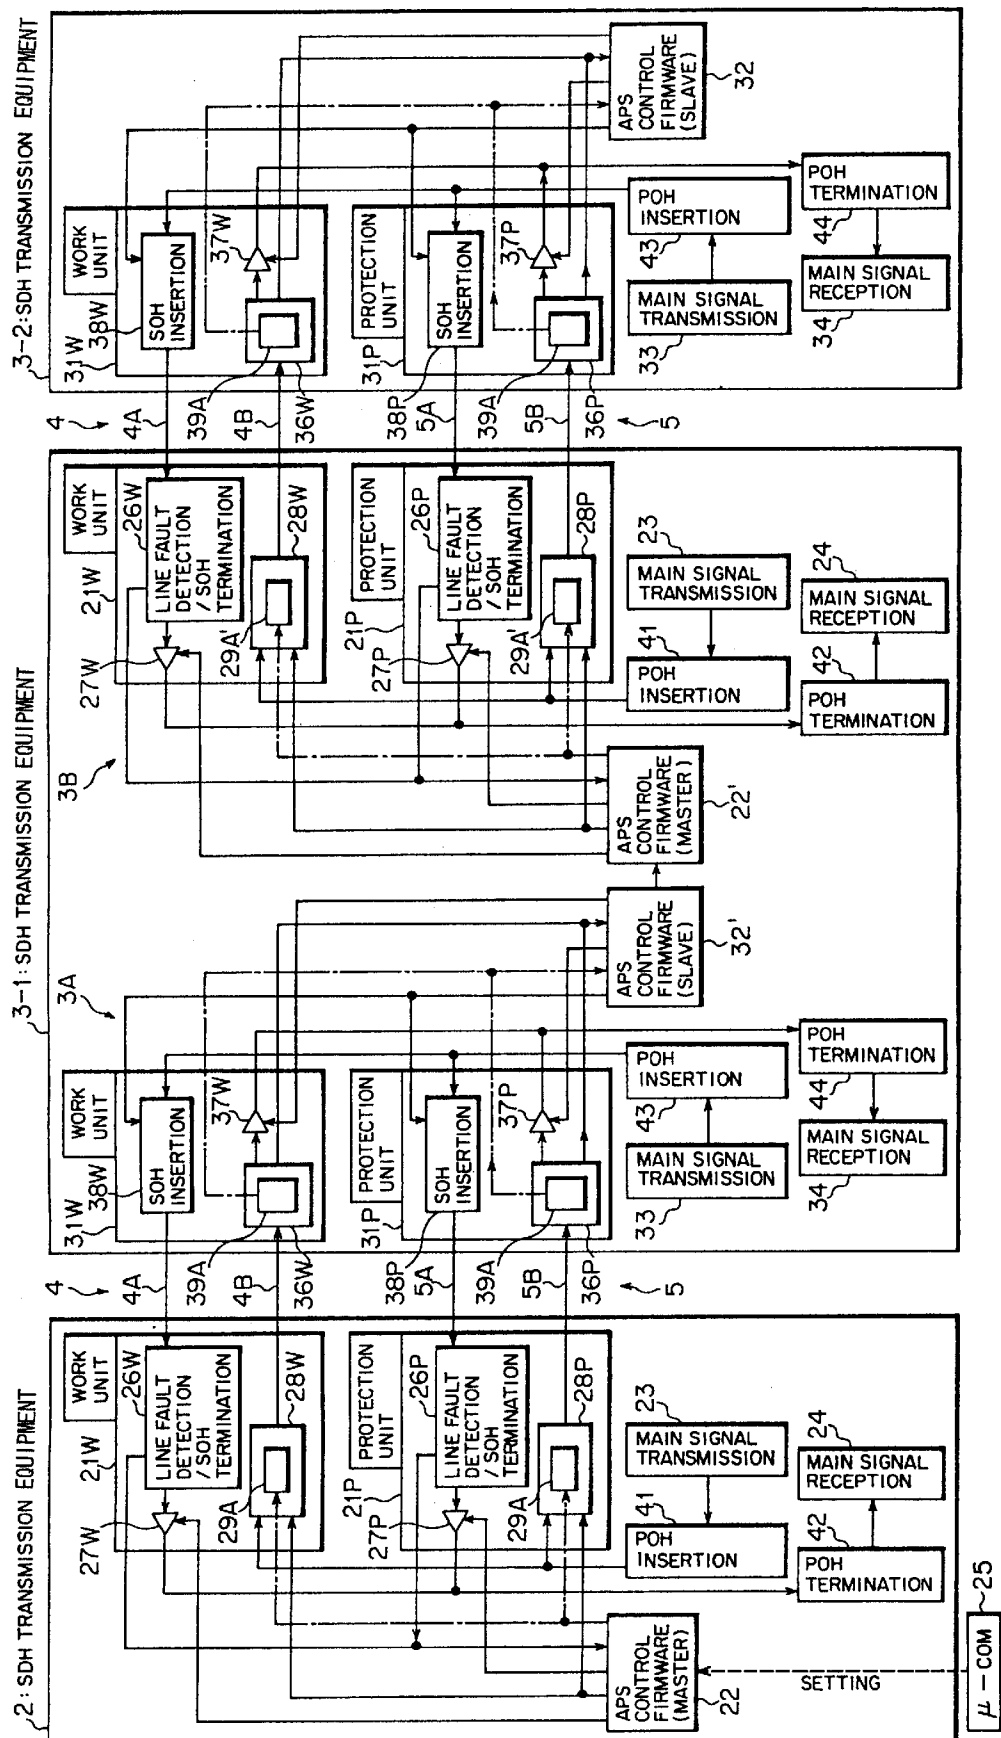 2 : SDH TRANSMISSION EQUIPMENT
WORK
UNIT
21W
26W
LINE FAULT
DETECTION
/SOH
TERMINATION
27W
28W
29A
PROTECTION
UNIT
21P
26P
LINE FAULT
DETECTION
/SOH
TERMINATION
27P
28P
29A
23
MAIN SIGNAL
TRANSMISSION
41
POH
INSERTION
24
MAIN SIGNAL
RECEPTION
42
POH
TERMINATION
APS
CONTROL
FIRMWARE
(MASTER)
22
SETTING
μ-COM
25
4
4A
4B
5A
5B
5
3-1 : SDH TRANSMISSION EQUIPMENT
3A
WORK
UNIT
31W
38W
SOH
INSERTION
37W
39A
36W
PROTECTION
UNIT
31P
38P
SOH
INSERTION
37P
39A
36P
33
MAIN SIGNAL
TRANSMISSION
43
POH
INSERTION
34
MAIN SIGNAL
RECEPTION
44
POH
TERMINATION
APS
CONTROL
FIRMWARE
(SLAVE)
32'
3B
WORK
UNIT
21W
26W
LINE FAULT
DETECTION
/SOH
TERMINATION
27W
28W
29A'
PROTECTION
UNIT
21P
26P
LINE FAULT
DETECTION
/SOH
TERMINATION
27P
28P
29A'
23
MAIN SIGNAL
TRANSMISSION
41
POH
INSERTION
24
MAIN SIGNAL
RECEPTION
42
POH
TERMINATION
APS
CONTROL
FIRMWARE
(MASTER)
22'
4
4A
4B
5A
5B
5
3-2 : SDH TRANSMISSION EQUIPMENT
WORK
UNIT
31W
38W
SOH
INSERTION
37W
39A
36W
PROTECTION
UNIT
31P
38P
SOH
INSERTION
37P
39A
36P
33
MAIN SIGNAL
TRANSMISSION
43
POH
INSERTION
34
MAIN SIGNAL
RECEPTION
44
POH
TERMINATION
APS
CONTROL
FIRMWARE
(SLAVE)
32